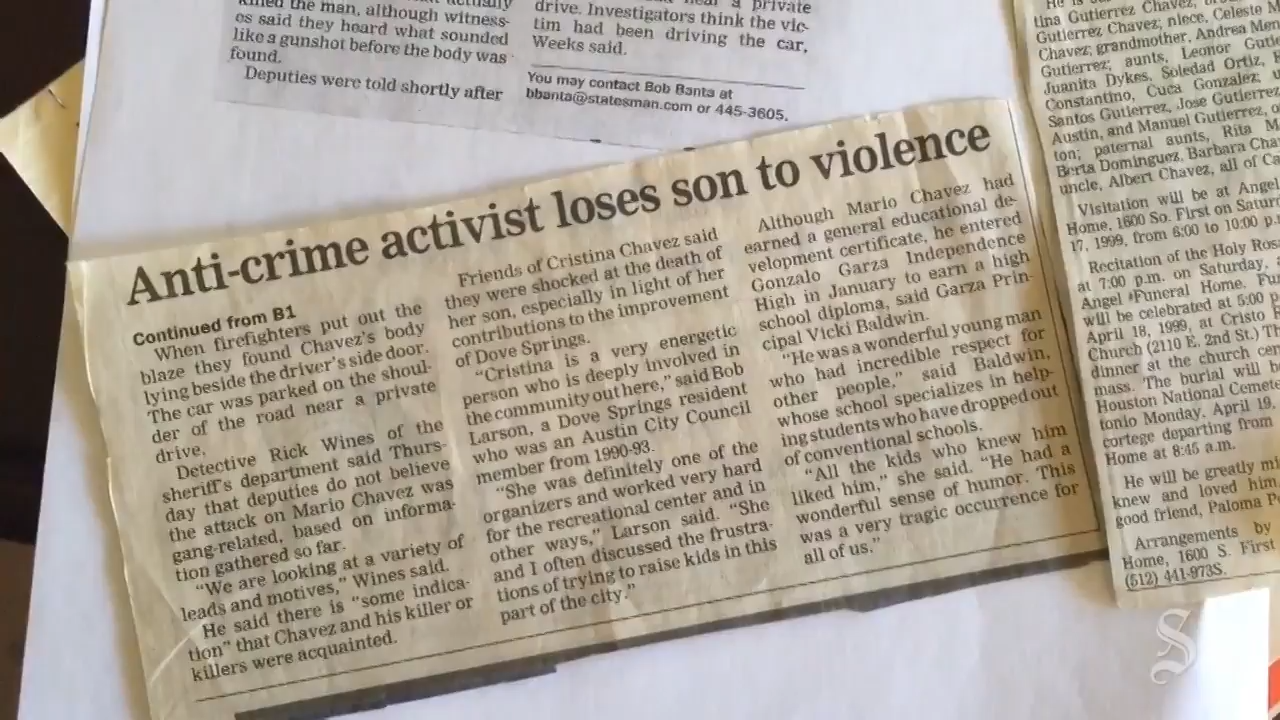 killed the man, although witness-
es said they heard what sounded
like a gunshot before the body was
found.
Deputies were told shortly after
private
drive. Investigators think the vic-
tim had been driving the car,
Weeks said.
You may contact Bob Banta at
bbanta@statesman.com or 445-3605.
Anti-crime activist loses son to violence
Continued from B1
When firefighters put out the
blaze they found Chavez's body
lying beside the driver's side door.
The car was parked on the shoul-
der of the road near a private
drive.
Detective Rick Wines of the
sheriff's department said Thurs-
day that deputies do not believe
the attack on Mario Chavez was
gang-related, based on informa-
tion gathered so far.
"We are looking at a variety of
leads and motives," Wines said.
He said there is "some indica-
tion" that Chavez and his killer or
killers were acquainted.
Friends of Cristina Chavez said
they were shocked at the death of
her son, especially in light of her
contributions to the improvement
of Dove Springs.
"Cristina is a very energetic
person who is deeply involved in
the community out there," said Bob
Larson, a Dove Springs resident
who was an Austin City Council
member from 1990-93.
"She was definitely one of the
organizers and worked very hard
for the recreational center and in
other ways," Larson said. "She
and I often discussed the frustra-
tions of trying to raise kids in this
part of the city."
Although Mario Chavez had
earned a general educational de-
velopment certificate, he entered
Gonzalo Garza Independence
High in January to earn a high
school diploma, said Garza Prin-
cipal Vicki Baldwin.
"He was a wonderful young man
who had incredible respect for
other people," said Baldwin,
whose school specializes in help-
ing students who have dropped out
of conventional schools.
"All the kids who knew him
liked him," she said. "He had a
wonderful sense of humor. This
was a very tragic occurrence for
all of us."
tina Gutierrez Chavez,
Gutierrez Chavez; niece, Celeste M
Chavez; grandmother, Andrea Men
Gutierrez; aunts, Leonor Gutie
Juanita Dykes, Soledad Ortiz,
Constantino, Cuca Gonzalez; u
Santos Gutierrez, Jose Gutierrez
Austin, and Manuel Gutierrez, o
ton; paternal aunts, Rita M
Berta Dominguez, Barbara Cha
uncle, Albert Chavez, all of Ca
Visitation will be at Angel
Home, 1600 So. First on Satur
17, 1999, from 6:00 to 10:00 p.
Recitation of the Holy Ros
at 7:00 p.m. on Saturday,
Angel Funeral Home. Fu
will be celebrated at 5:00 p
April 18, 1999, at Cristo R
Church (2110 E. 2nd St.) Th
dinner at the church cen
mass. The burial will b
Houston National Cemete
tonio Monday, April 19,
cortege departing from
Home at 8:45 a.m.
He will be greatly mi
knew and loved him
good friend, Paloma P
Arrangements by
Home, 1600 S. First
(512) 441-9738.
S